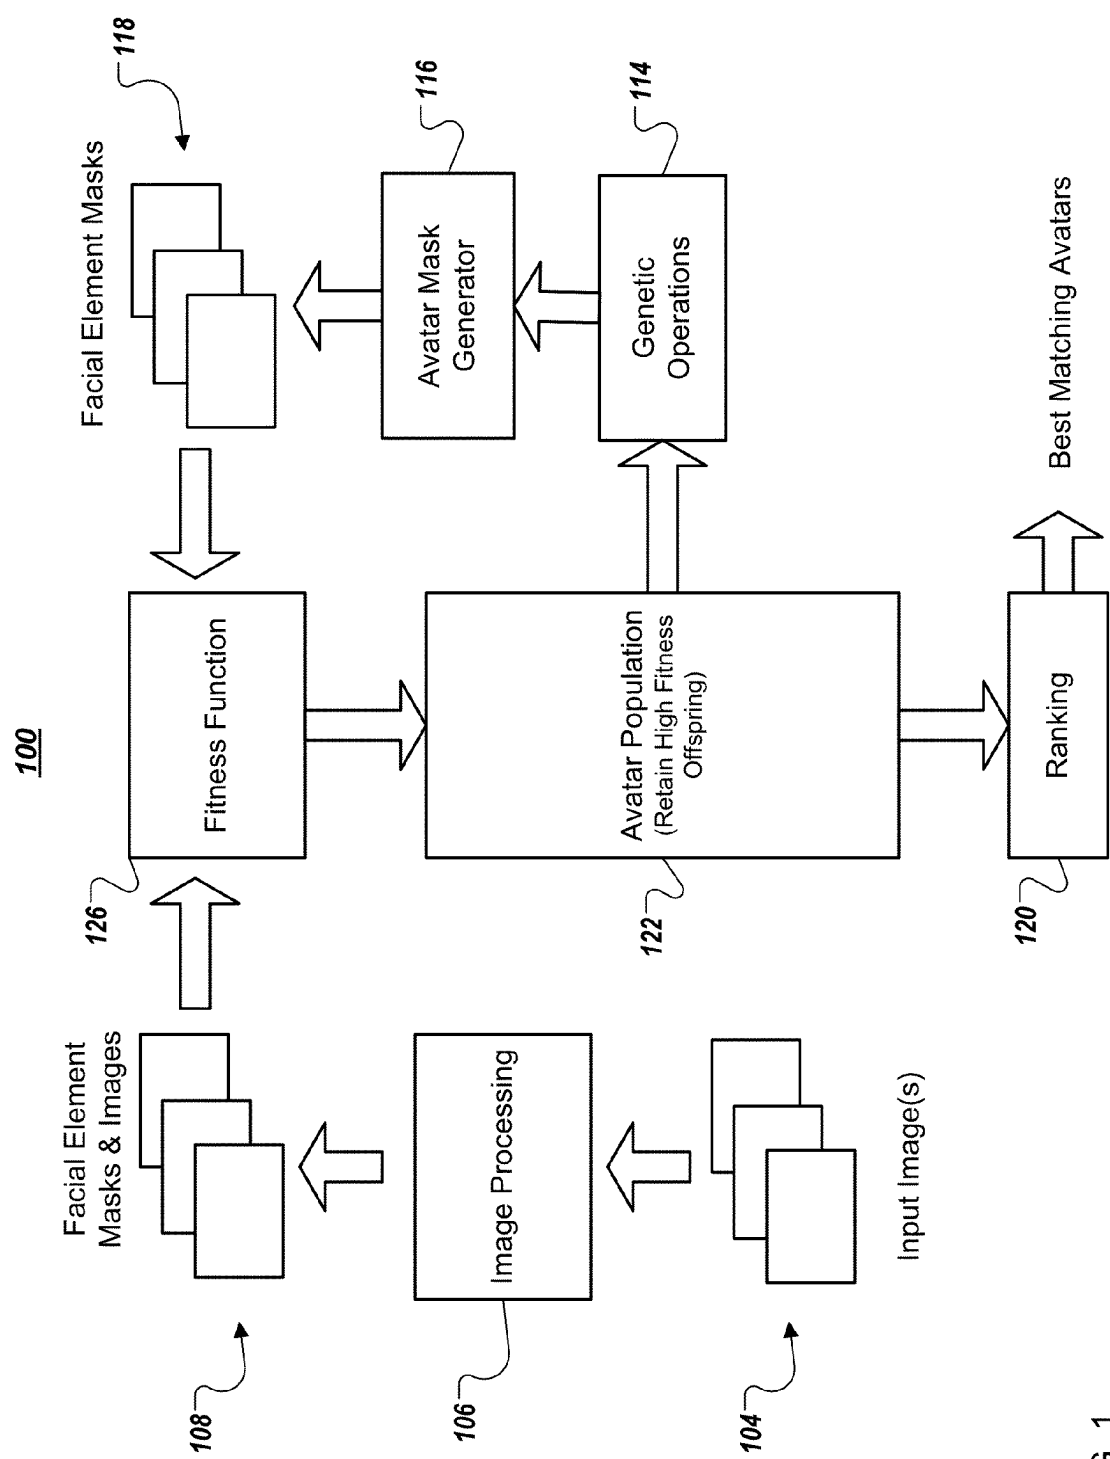 100
Facial Element
Masks & Images
108
126
Fitness Function
Facial Element Masks
118
Image Processing
106
Avatar Population
(Retain High Fitness
Offspring)
122
Avatar Mask
Generator
116
Genetic
Operations
114
104
Input Image(s)
120
Ranking
Best Matching Avatars
1